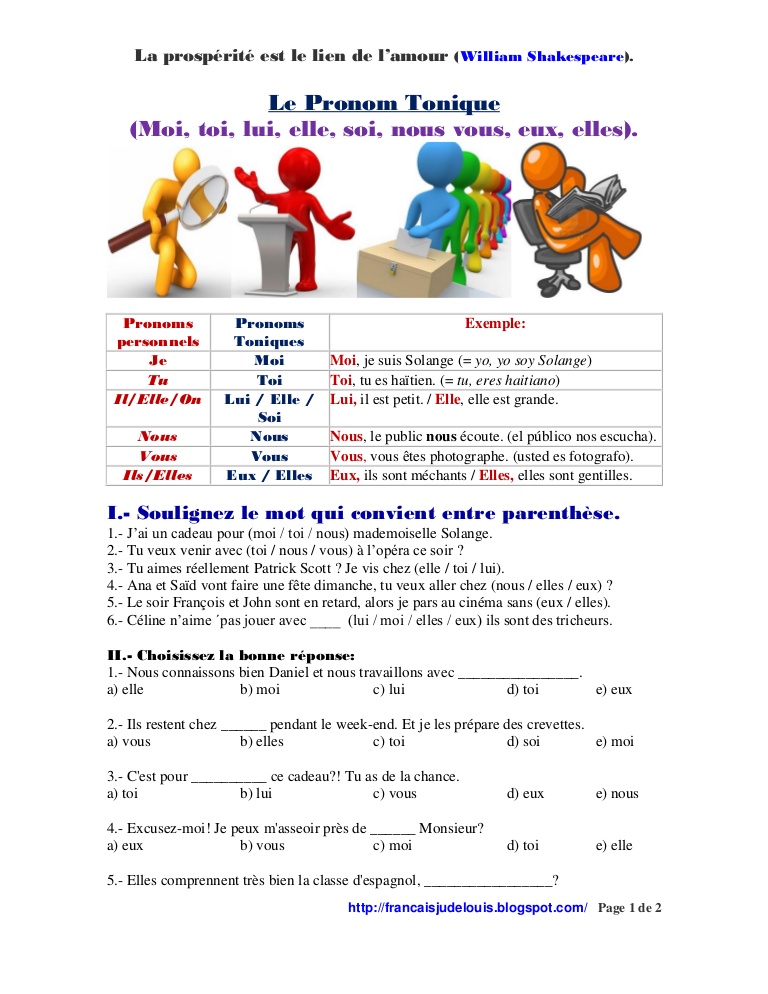 La prospérité est le lien de l'amour (William Shakespeare).
Le Pronom Tonique
(Moi, toi, lui, elle, soi, nous vous, eux, elles).
Pronoms personnels Pronoms Toniques Exemple:
Je Moi Moi, je suis Solange (= yo, yo soy Solange)
Tu Toi Toi, tu es haïtien. (= tu, eres haitiano)
Il/Elle/On Lui / Elle / Soi Lui, il est petit. / Elle, elle est grande.
Nous Nous Nous, le public nous écoute. (el público nos escucha).
Vous Vous Vous, vous êtes photographe. (usted es fotografo).
Ils/Elles Eux / Elles Eux, ils sont méchants / Elles, elles sont gentilles.
I.- Soulignez le mot qui convient entre parenthèse.
1.- J'ai un cadeau pour (moi / toi / nous) mademoiselle Solange.
2.- Tu veux venir avec (toi / nous / vous) à l'opéra ce soir ?
3.- Tu aimes réellement Patrick Scott ? Je vis chez (elle / toi / lui).
4.- Ana et Saïd vont faire une fête dimanche, tu veux aller chez (nous / elles / eux) ?
5.- Le soir François et John sont en retard, alors je pars au cinéma sans (eux / elles).
6.- Céline n'aime ´pas jouer avec ____ (lui / moi / elles / eux) ils sont des tricheurs.
II.- Choisissez la bonne réponse:
1.- Nous connaissons bien Daniel et nous travaillons avec ________________.
a) elle b) moi c) lui d) toi e) eux
2.- Ils restent chez ______ pendant le week-end. Et je les prépare des crevettes.
a) vous b) elles c) toi d) soi e) moi
3.- C'est pour __________ ce cadeau?! Tu as de la chance.
a) toi b) lui c) vous d) eux e) nous
4.- Excusez-moi! Je peux m'asseoir près de ______ Monsieur?
a) eux b) vous c) moi d) toi e) elle
5.- Elles comprennent très bien la classe d'espagnol, _________________?
http://francaisjudelouis.blogspot.com/ Page 1 de 2